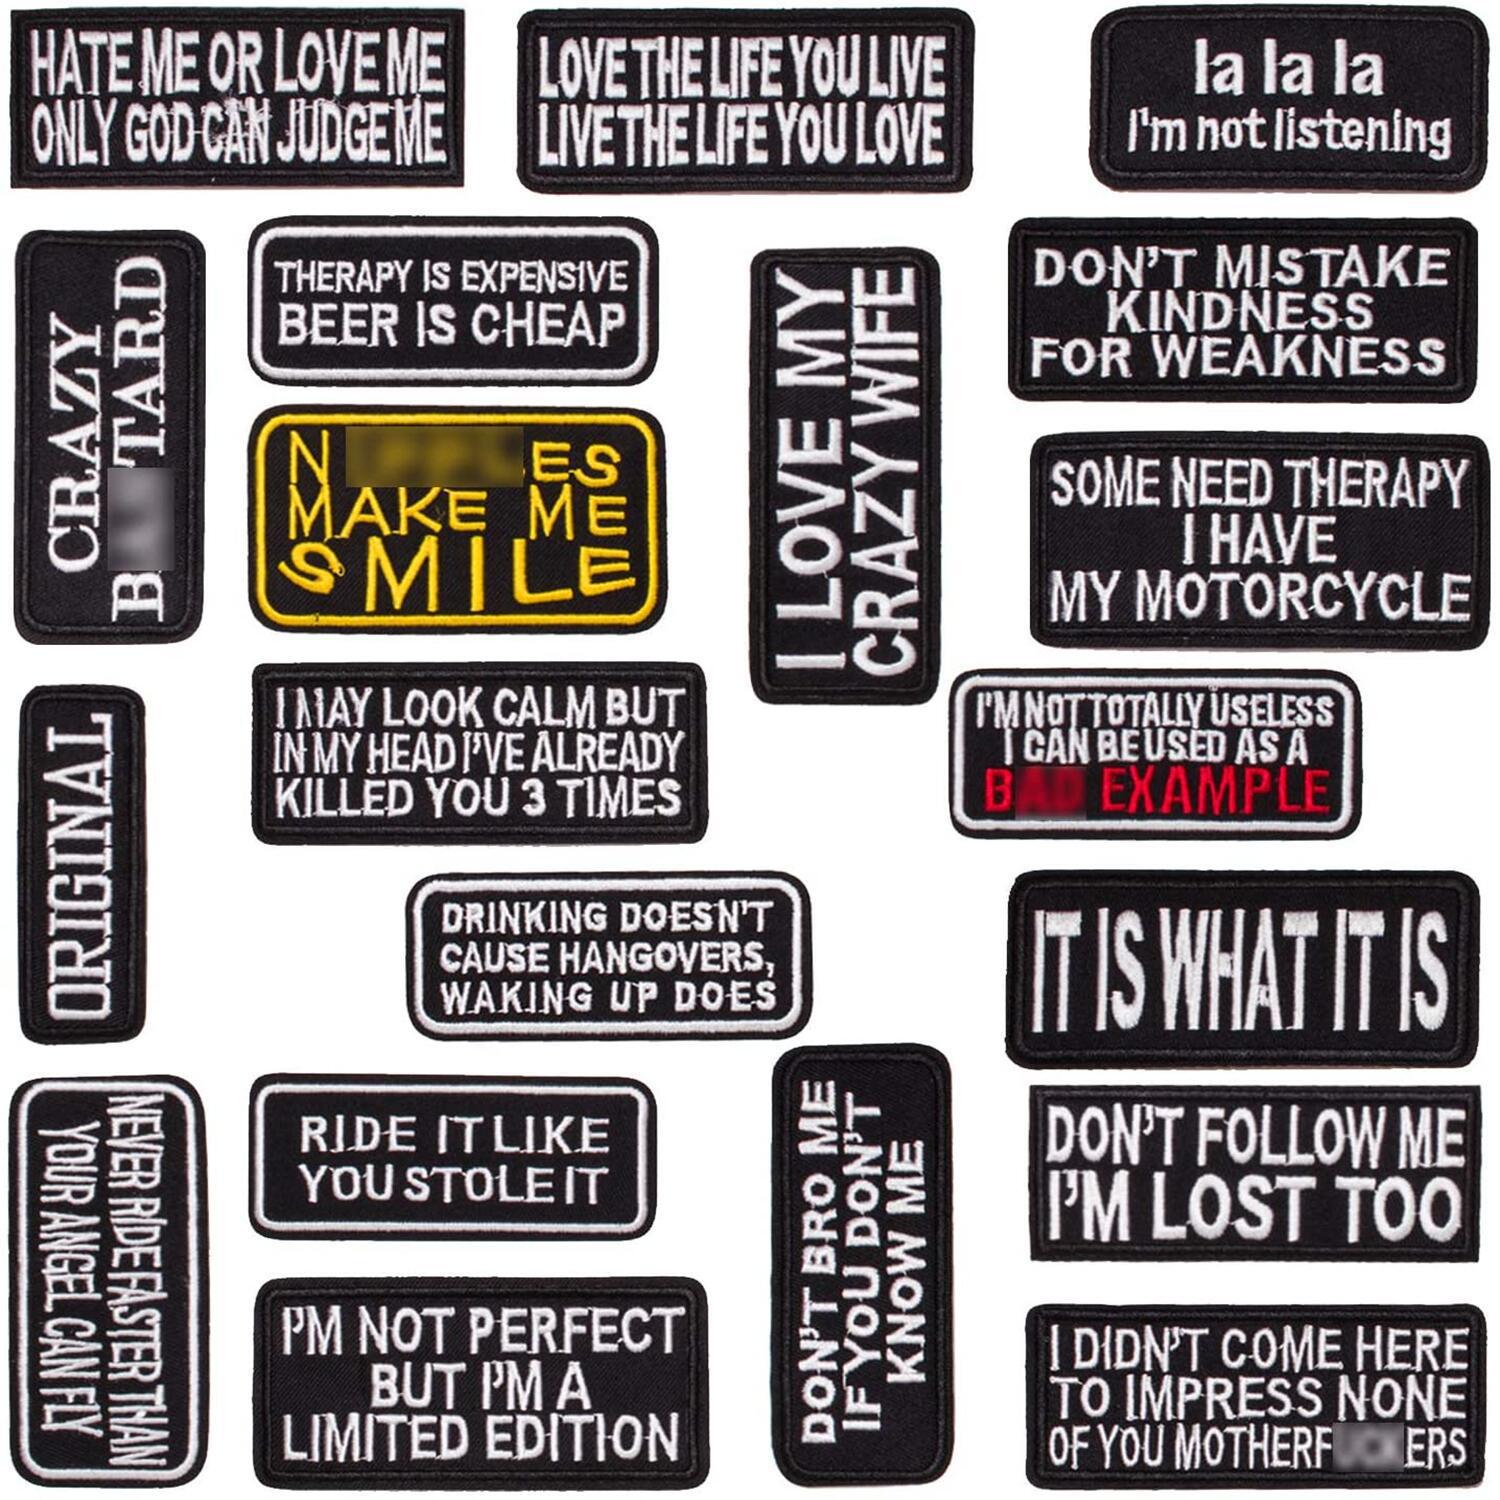 HATE ME OR LOVE ME
ONLY GOD CAN JUDGE ME
LOVE THE LIFE YOU LIVE
LIVE THE LIFE YOU LOVE
la la la
I'm not listening
CRAZY
B TARD
THERAPY IS EXPENSIVE
BEER IS CHEAP
I LOVE MY
CRAZY WIFE
DON'T MISTAKE
KINDNESS
FOR WEAKNESS
N ES
MAKE ME
SMILE
SOME NEED THERAPY
I HAVE
MY MOTORCYCLE
ORIGINAL
I MAY LOOK CALM BUT
IN MY HEAD I'VE ALREADY
KILLED YOU 3 TIMES
I'M NOT TOTALLY USELESS
I CAN BE USED AS A
BAD EXAMPLE
DRINKING DOESN'T
CAUSE HANGOVERS,
WAKING UP DOES
IT IS WHAT IT IS
NEVER RIDE FASTER THAN
YOUR ANGEL CAN FLY
RIDE IT LIKE
YOU STOLE IT
DON'T BRO ME
IF YOU DON'T
KNOW ME
DON'T FOLLOW ME
I'M LOST TOO
I'M NOT PERFECT
BUT I'M A
LIMITED EDITION
I DIDN'T COME HERE
TO IMPRESS NONE
OF YOU MOTHERF ERS